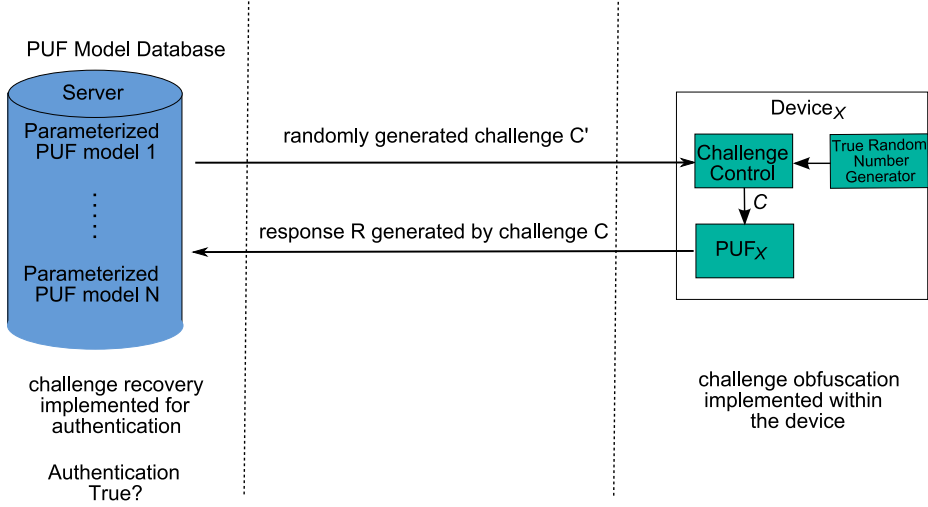 PUF Model Database
Server
Parameterized
PUF model 1
Parameterized
PUF model N
challenge recovery
implemented for
authentication
Authentication
True?
randomly generated challenge C'
response R generated by challenge C
DeviceX
Challenge
Control
True Random
Number
Generator
C
PUFX
challenge obfuscation
implemented within
the device